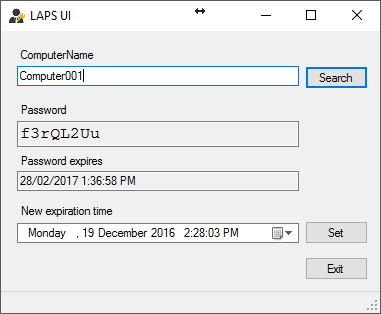 LAPS UI
ComputerName
Computer001
Search
Password
f3rQL2Uu
Password expires
28/02/2017 1:36:58 PM
New expiration time
Monday , 19 December 2016 2:28:03 PM
Set
Exit